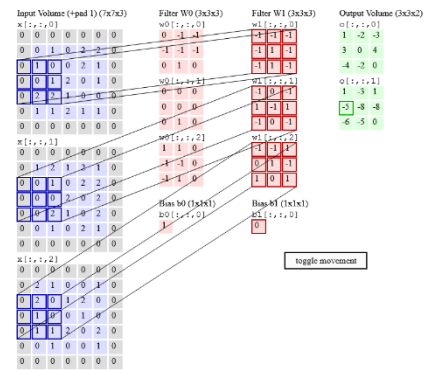 Input Volume (+pad 1) (7x7x3)
x[:,:,0]
0 0 0 0 0 0 0
0 0 1 0 2 2 0
0 1 0 0 2 1 0
0 0 1 2 0 1 0
0 2 2 1 0 0 0
0 1 1 2 1 1 0
0 0 0 0 0 0 0
x[:,:,1]
0 0 0 0 0 0 0
0 1 2 1 2 1 0
0 0 1 0 2 2 0
0 0 0 0 2 0
0 0 2 1 0 2 0
0 0 1 0 2 1 0
0 0 0 0 0 0 0
x[:,:,2]
0 0 0 0 0 0 0
0 2 1 0 0 1 0
0 2 0 1 2 0 0
0 1 0 0
0 1 1 2 0 2 0
0 0 1 0 0 1 0
0 0 0 0 0 0 0
Filter W0 (3x3x3)
w0[:,:,0]
0 -1 -1
-1 -1 -1
0 1 0
w0[:,:,1]
0 0 0
0 0 0
0 1 0
w0[:,:,2]
1 1 0
-1 -1 0
-1 1 0
Bias b0 (1x1x1)
b0[:,:,0]
1
Filter W1 (3x3x3)
w1[:,:,0]
-1 -1 1
-1 1 -1
-1 1 -1
w1[:,:,1]
-1 0 -1
1 -1 1
-1 0 -1
w1[:,:,2]
-1 -1 1
0 1 -1
1 0 1
Bias b1 (1x1x1)
b1[:,:,0]
0
Output Volume (3x3x2)
o[:,:,0]
1 -2 -3
3 0 4
-4 -2 0
o[:,:,1]
1 -3 1
-5 -8 -8
-6 -5 0
toggle movement